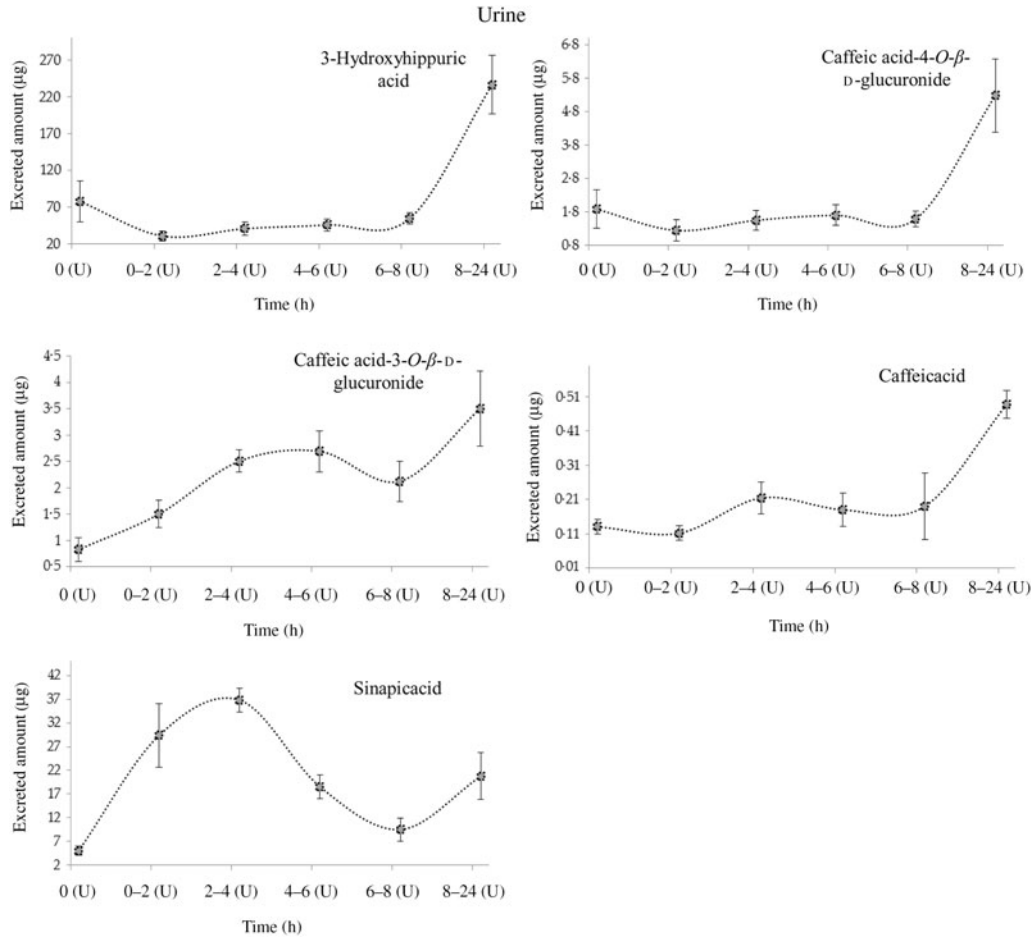 Urine
3-Hydroxyhippuric
acid
Excreted amount (µg)
270
220
170
120
70
20
0 (U) 0–2 (U) 2–4 (U) 4–6 (U) 6–8 (U) 8–24 (U)
Time (h)
Caffeic acid-4-O-β-
D-glucuronide
Excreted amount (µg)
6·8
5·8
4·8
3·8
2·8
1·8
0·8
0 (U) 0–2 (U) 2–4 (U) 4–6 (U) 6–8 (U) 8–24 (U)
Time (h)
Caffeic acid-3-O-β-D-
glucuronide
Excreted amount (µg)
4·5
4
3·5
3
2·5
2
1·5
1
0·5
0 (U) 0–2 (U) 2–4 (U) 4–6 (U) 6–8 (U) 8–24 (U)
Time (h)
Caffeicacid
Excreted amount (µg)
0·51
0·41
0·31
0·21
0·11
0·01
0 (U) 0–2 (U) 2–4 (U) 4–6 (U) 6–8 (U) 8–24 (U)
Time (h)
Sinapicacid
Excreted amount (µg)
42
37
32
27
22
17
12
7
2
0 (U) 0–2 (U) 2–4 (U) 4–6 (U) 6–8 (U) 8–24 (U)
Time (h)